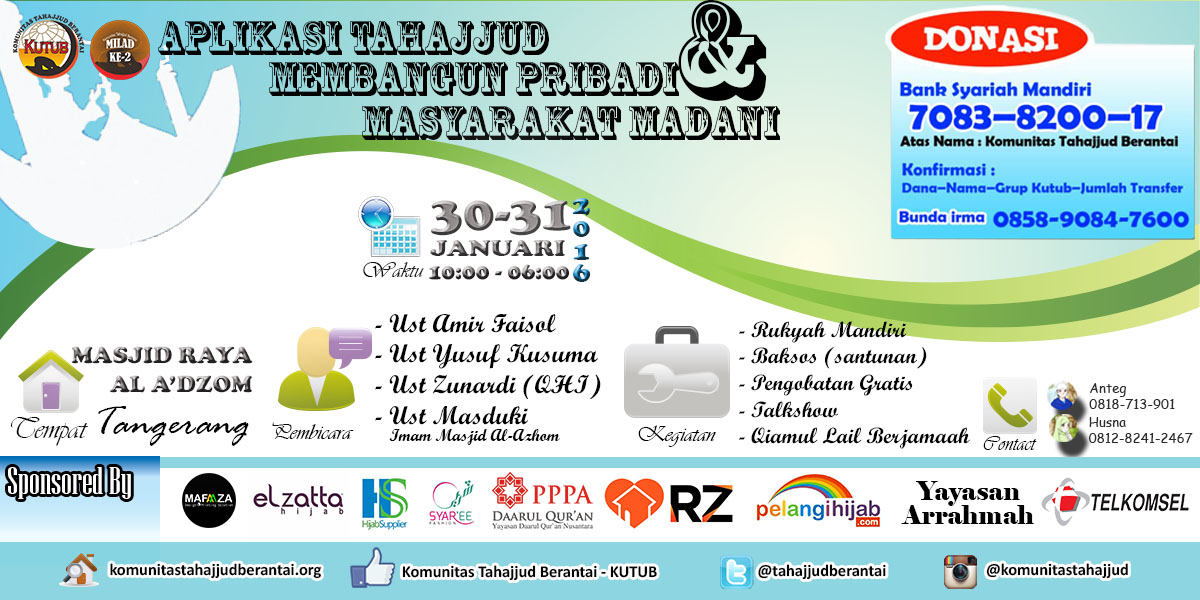 KOMUNITAS TAHAJJUD BERANTAI
KUTUB
MILAD
KE-2
APLIKASI TAHAJJUD
&
MEMBANGUN PRIBADI
MASYARAKAT MADANI
DONASI
Bank Syariah Mandiri
7083-8200-17
Atas Nama : Komunitas Tahajjud Berantai
Konfirmasi :
Dana-Nama-Grup Kutub-Jumlah Transfer
Bunda irma 0858-9084-7600
30-31
JANUARI
2016
Waktu
10:00 - 06:00
MASJID RAYA
AL A'DZOM
Tempat
Tangerang
Pembicara
- Ust Amir Faisol
- Ust Yusuf Kusuma
- Ust Zunardi (QHI)
- Ust Masduki
Imam Masjid Al-Azhom
Kegiatan
- Rukyah Mandiri
- Baksos (santunan)
- Pengobatan Gratis
- Talkshow
- Qiamul Lail Berjamaah
Contact
Anteg
0818-713-901
Husna
0812-8241-2467
Sponsored By
MAFAZA
elzatta
hijab
HS
HijabSupplier
SYAR'EE
FASHION
PPPA
DAARUL QUR'AN
Yayasan Daarul Qur'an Nusantara
RZ
pelangihijab
.com
Yayasan
Arrahmah
TELKOMSEL
komunitastahajjudberantai.org
Komunitas Tahajjud Berantai - KUTUB
@tahajjudberantai
@komunitastahajjud